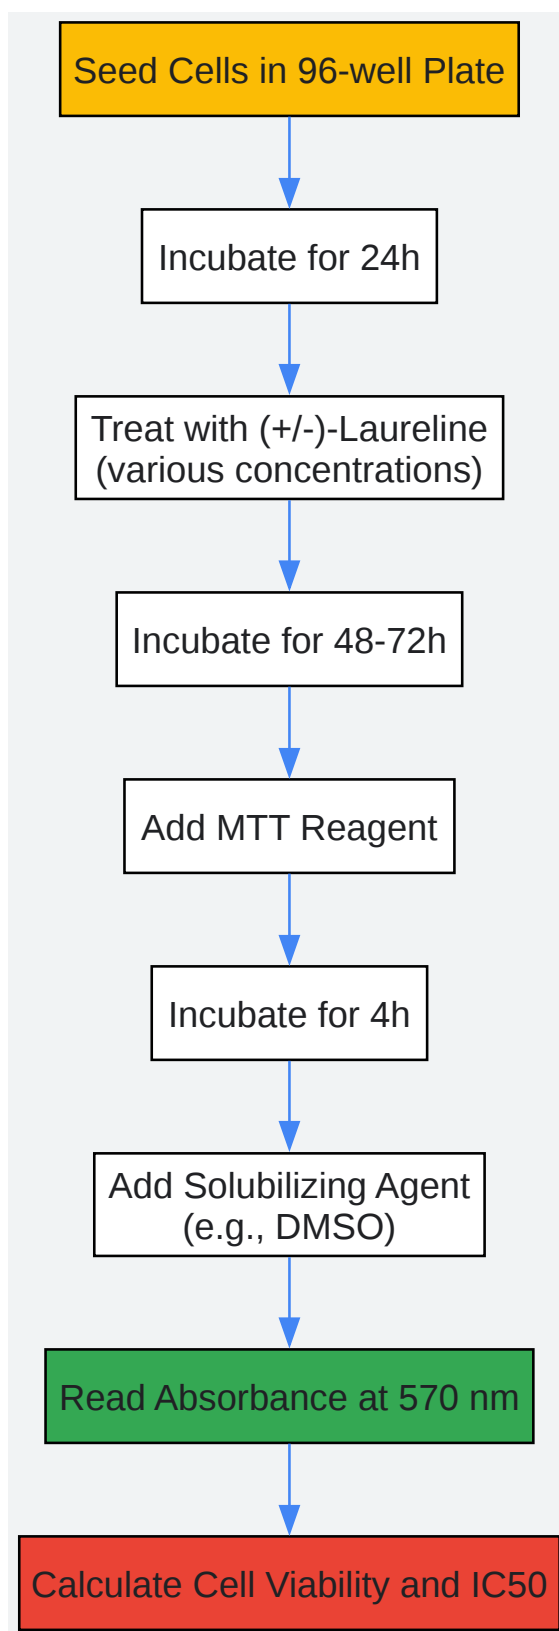 Seed Cells in 96-well Plate
Incubate for 24h
Treat with (+/-)-Laureline
(various concentrations)
Incubate for 48-72h
Add MTT Reagent
Incubate for 4h
Add Solubilizing Agent
(e.g., DMSO)
Read Absorbance at 570 nm
Calculate Cell Viability and IC50